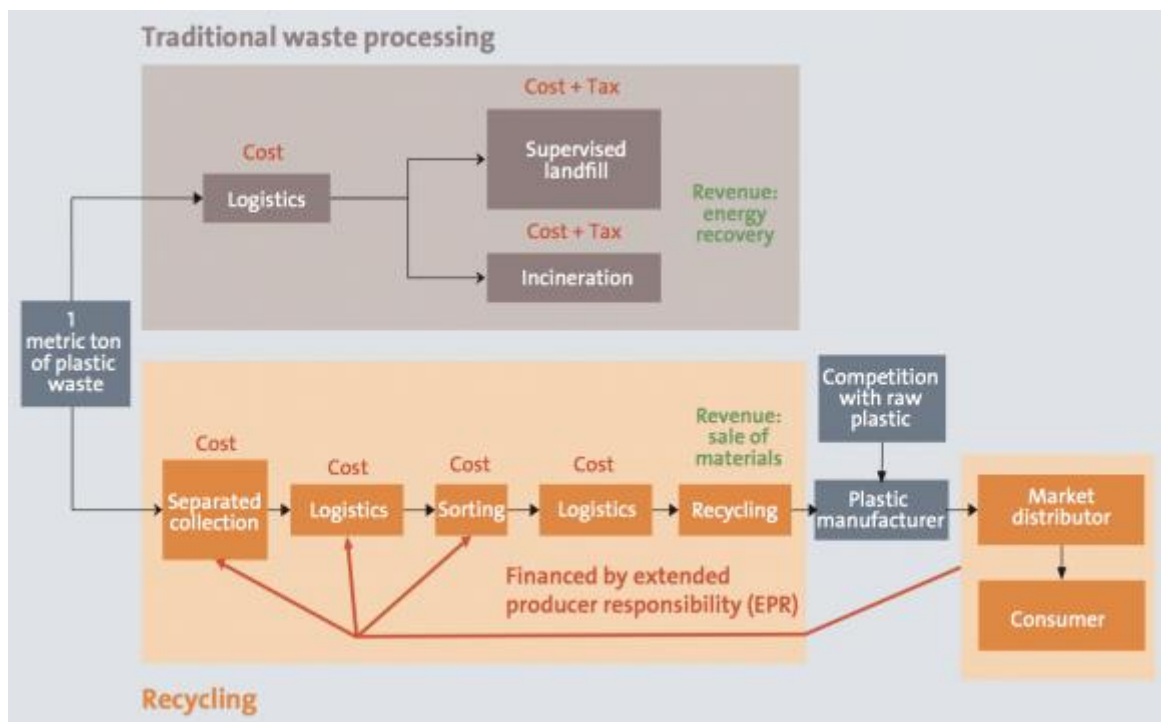 Traditional waste processing
Cost + Tax
Cost
Supervised
landfill
Logistics
Revenue:
energy
recovery
Cost + Tax
Incineration
1
metric ton
of plastic
waste
Competition
with raw
plastic
Revenue:
sale of
materials
Cost
Cost
Cost
Cost
Separated
collection
Logistics
Sorting
Logistics
Recycling
Plastic
manufacturer
Market
distributor
Financed by extended
producer responsibility (EPR)
Consumer
Recycling